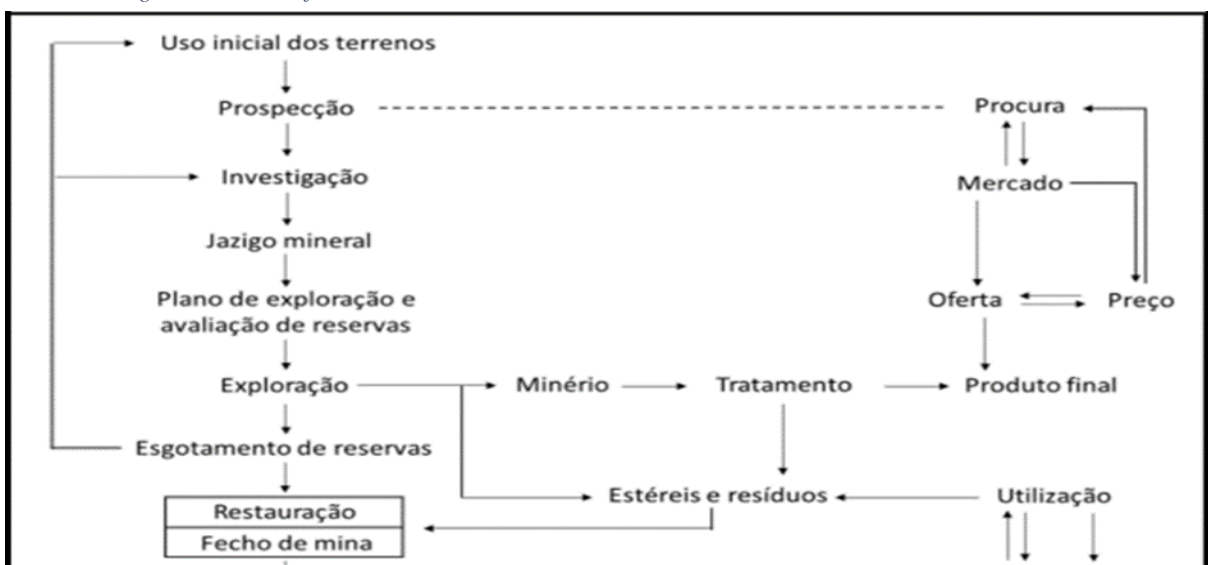 Uso inicial dos terrenos
Prospecção
Procura
Investigação
Mercado
Jazigo mineral
Plano de exploração e
avaliação de reservas
Oferta
Preço
Exploração
Minério
Tratamento
Produto final
Esgotamento de reservas
Estéreis e resíduos
Utilização
Restauração
Fecho de mina